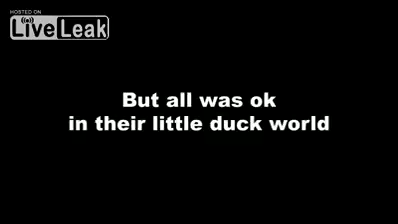 HOSTED ON
LiveLeak
But all was ok
in their little duck world